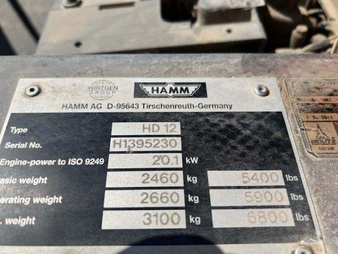 WIRTGEN
GROUP
HAMM
HAMM AG D-95643 Tirschenreuth-Germany
Type HD 12
Serial No. H1395230
Engine-power to ISO 9249 20.1 kW
Basic weight 2460 kg 5400 lbs
erating weight 2660 kg 5900 lbs
. weight 3100 kg 6800 lbs